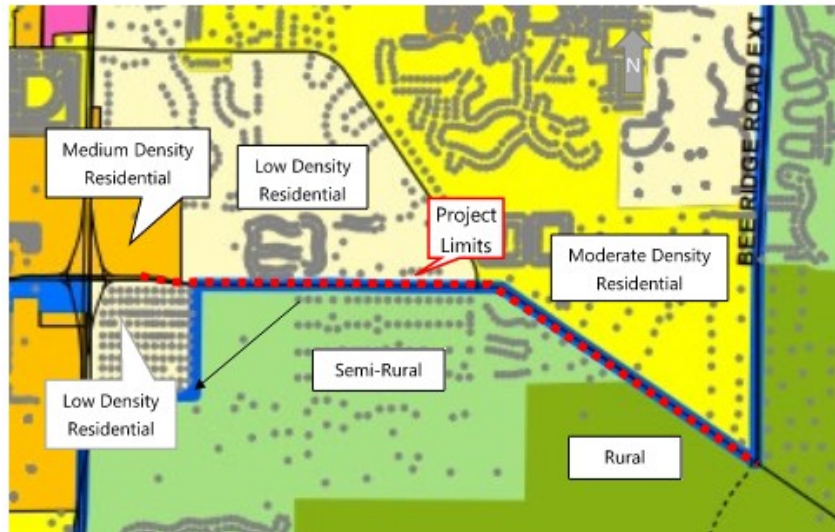 N
BEE RIDGE ROAD EXT
Medium Density
Residential
Low Density
Residential
Project
Limits
Moderate Density
Residential
Semi-Rural
Low Density
Residential
Rural